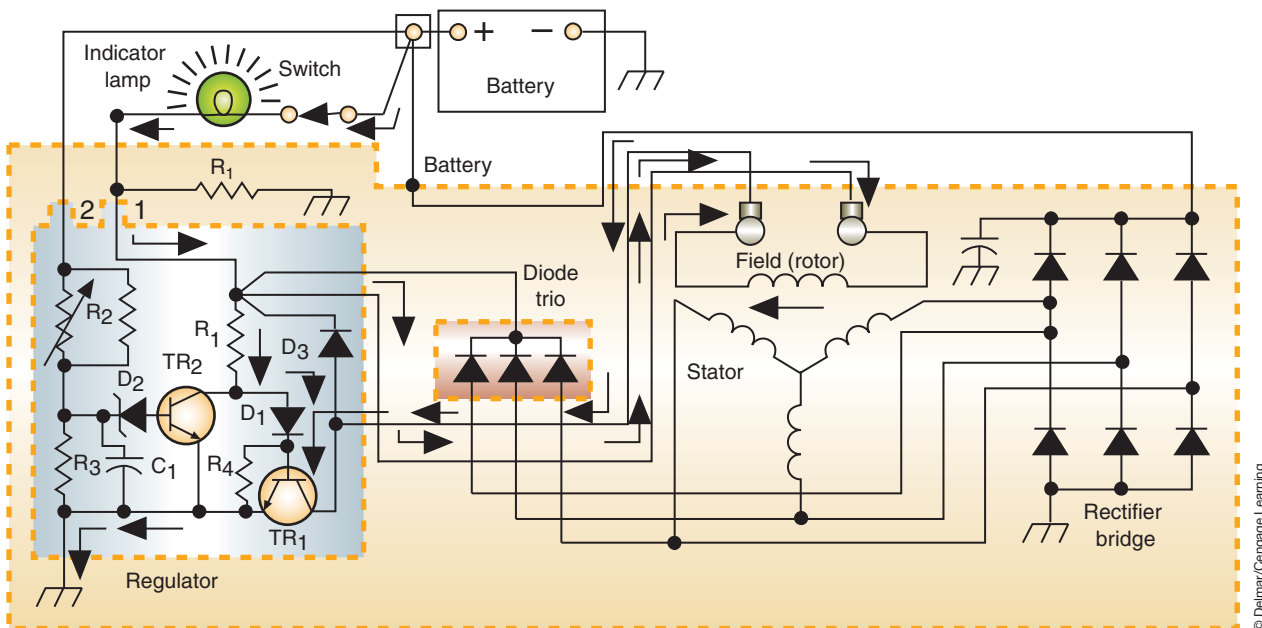 Indicator
lamp
Switch
+ −
Battery
Battery
R1
2
1
Field (rotor)
Diode
trio
R2
R1
D3
TR2
D2
Stator
D1
R3
C1
R4
TR1
Rectifier
bridge
Regulator
© Delmar/Cengage Learning